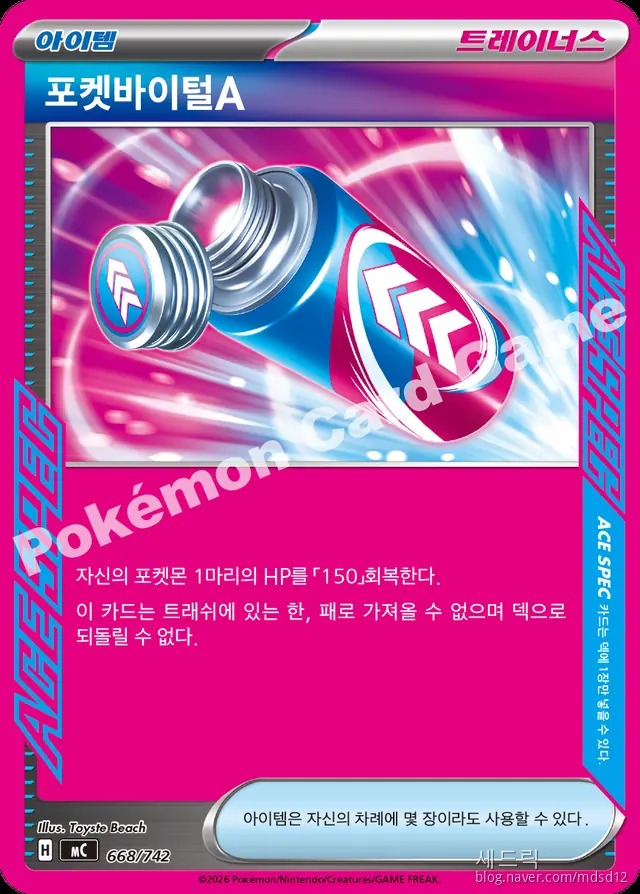 아이템
트레이너스
포켓바이털A
ACE SPEC
ACE SPEC
Pokémon Card Game
자신의 포켓몬 1마리의 HP를 「150」회복한다.
이 카드는 트래쉬에 있는 한, 패로 가져올 수 없으며 덱으로
되돌릴 수 없다.
ACE SPEC 카드는 덱에 1장만 넣을 수 있다.
아이템은 자신의 차례에 몇 장이라도 사용할 수 있다.
Illus. Toyste Beach
H mC 668/742
세드릭
blog.naver.com/mdsd12
©2026 Pokémon/Nintendo/Creatures/GAME FREAK.